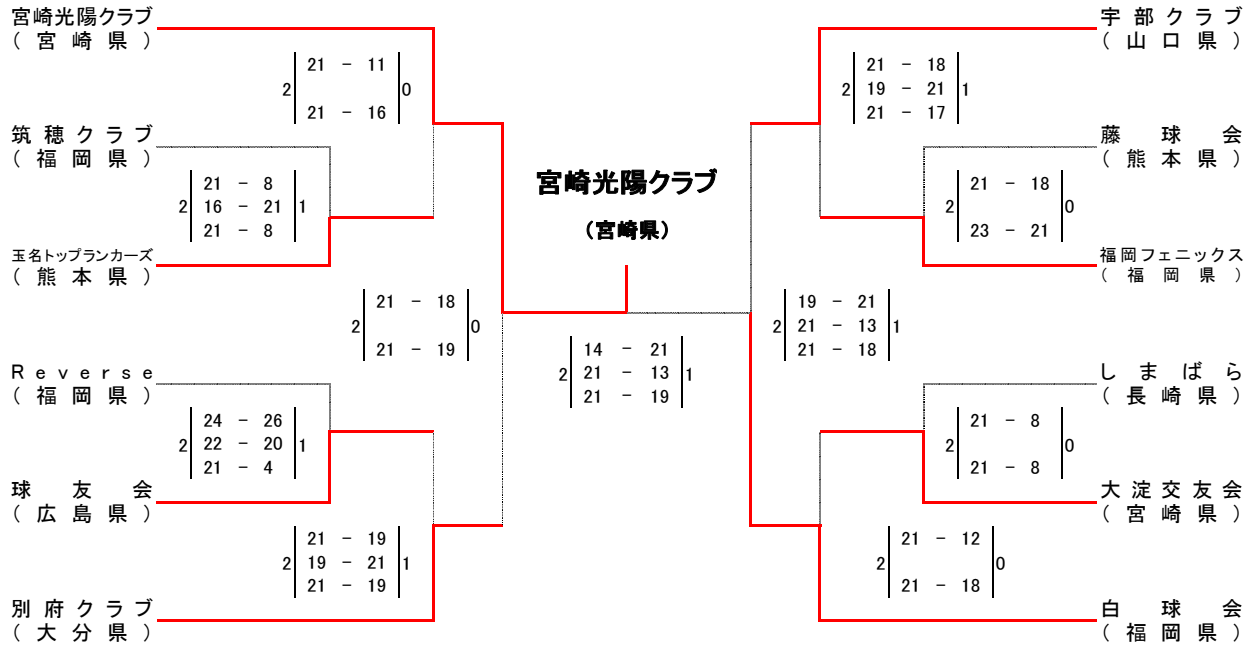 宮崎光陽クラブ
(宮崎県)
2 21 - 11 0
21 - 16
筑穂クラブ
(福岡県)
2 21 - 8 1
16 - 21
21 - 8
玉名トップランカーズ
(熊本県)
2 21 - 18 0
21 - 19
Reverse
(福岡県)
2 24 - 26 1
22 - 20
21 - 4
球友会
(広島県)
2 21 - 19 1
19 - 21
21 - 19
別府クラブ
(大分県)
宮崎光陽クラブ
(宮崎県)
2 14 - 21 1
21 - 13
21 - 19
宇部クラブ
(山口県)
2 21 - 18 1
19 - 21
21 - 17
藤球会
(熊本県)
2 21 - 18 0
23 - 21
福岡フェニックス
(福岡県)
2 19 - 21 1
21 - 13
21 - 18
しまばら
(長崎県)
2 21 - 8 0
21 - 8
大淀交友会
(宮崎県)
2 21 - 12 0
21 - 18
白球会
(福岡県)